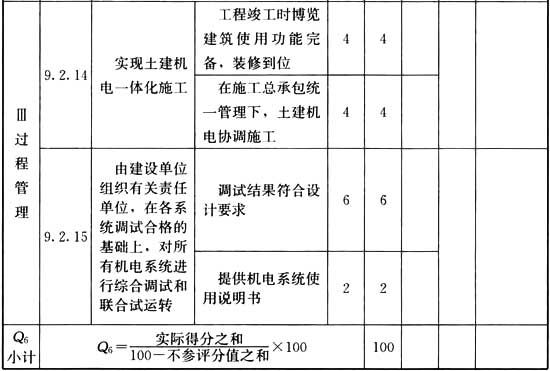 Ⅲ
过
程
管
理
9.2.14
实现土建机
电一体化施工
工程竣工时博览
建筑使用功能完
备，装修到位
4
4
在施工总承包统
一管理下，土建机
电协调施工
4
4
9.2.15
由建设单位
组织有关责任
单位，在各系
统调试合格的
基础上，对所
有机电系统进
行综合调试和
联合试运转
调试结果符合设
计要求
6
6
提供机电系统使
用说明书
2
2
Q6
小计
Q6=实际得分之和/100-不参评分值之和×100
100